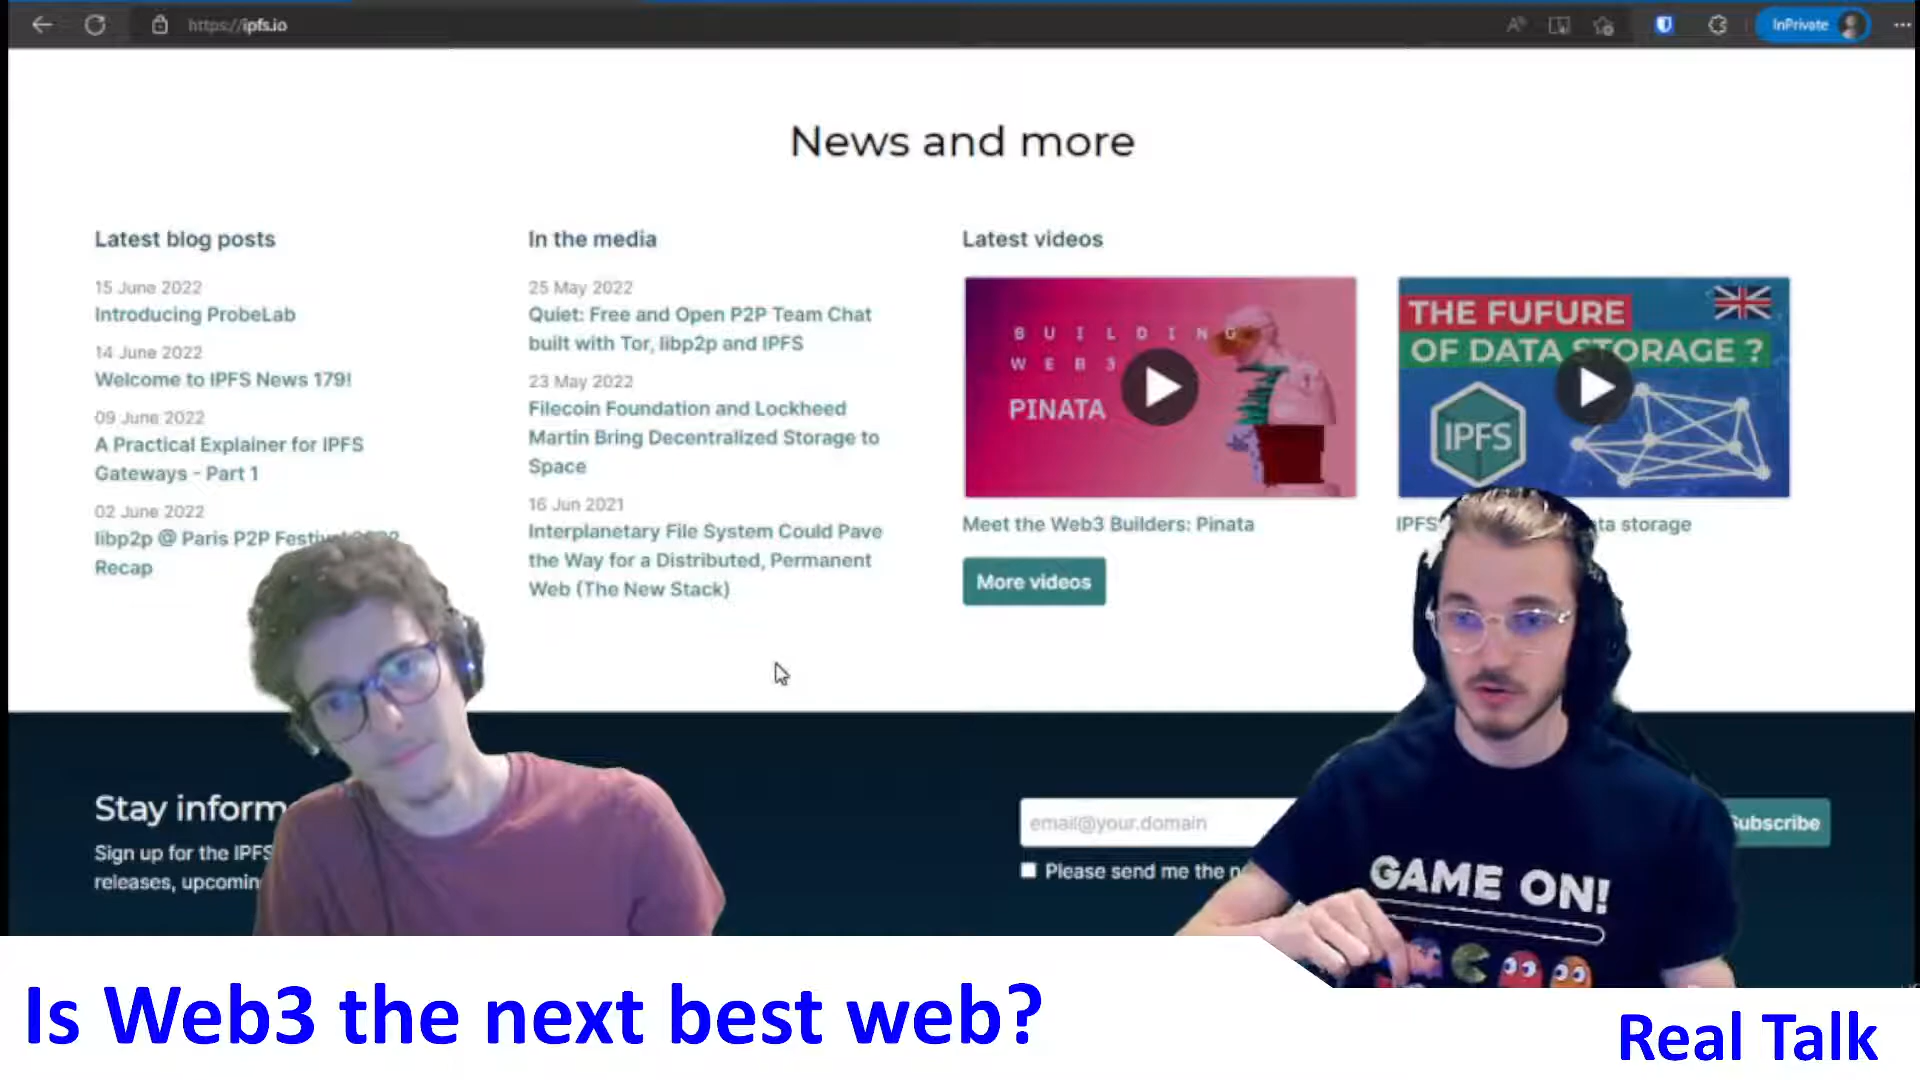 https://ipfs.io
InPrivate
News and more
Latest blog posts
15 June 2022
Introducing ProbeLab
14 June 2022
Welcome to IPFS News 179!
09 June 2022
A Practical Explainer for IPFS
Gateways - Part 1
02 June 2022
libp2p @ Paris P2P Festival 2022
Recap
In the media
25 May 2022
Quiet: Free and Open P2P Team Chat
built with Tor, libp2p and IPFS
23 May 2022
Filecoin Foundation and Lockheed
Martin Bring Decentralized Storage to
Space
16 Jun 2021
Interplanetary File System Could Pave
the Way for a Distributed, Permanent
Web (The New Stack)
Latest videos
BUILDING
WEB3
PINATA
Meet the Web3 Builders: Pinata
More videos
THE FUFURE
OF DATA STORAGE ?
IPFS
IPFS ta storage
Stay inform
Sign up for the IPFS
releases, upcomin
email@your.domain
Subscribe
Please send me the n
GAME ON!
Is Web3 the next best web?
Real Talk